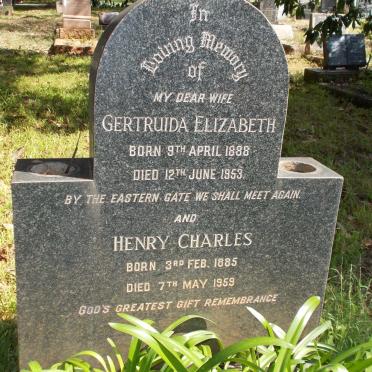 In
Loving Memory
of
MY DEAR WIFE
GERTRUIDA ELIZABETH
BORN 9TH APRIL 1888
DIED 12TH JUNE 1953.
BY THE EASTERN GATE WE SHALL MEET AGAIN.
AND
HENRY CHARLES
BORN 3RD FEB. 1885
DIED 7TH MAY 1959
GOD'S GREATEST GIFT REMEMBRANCE